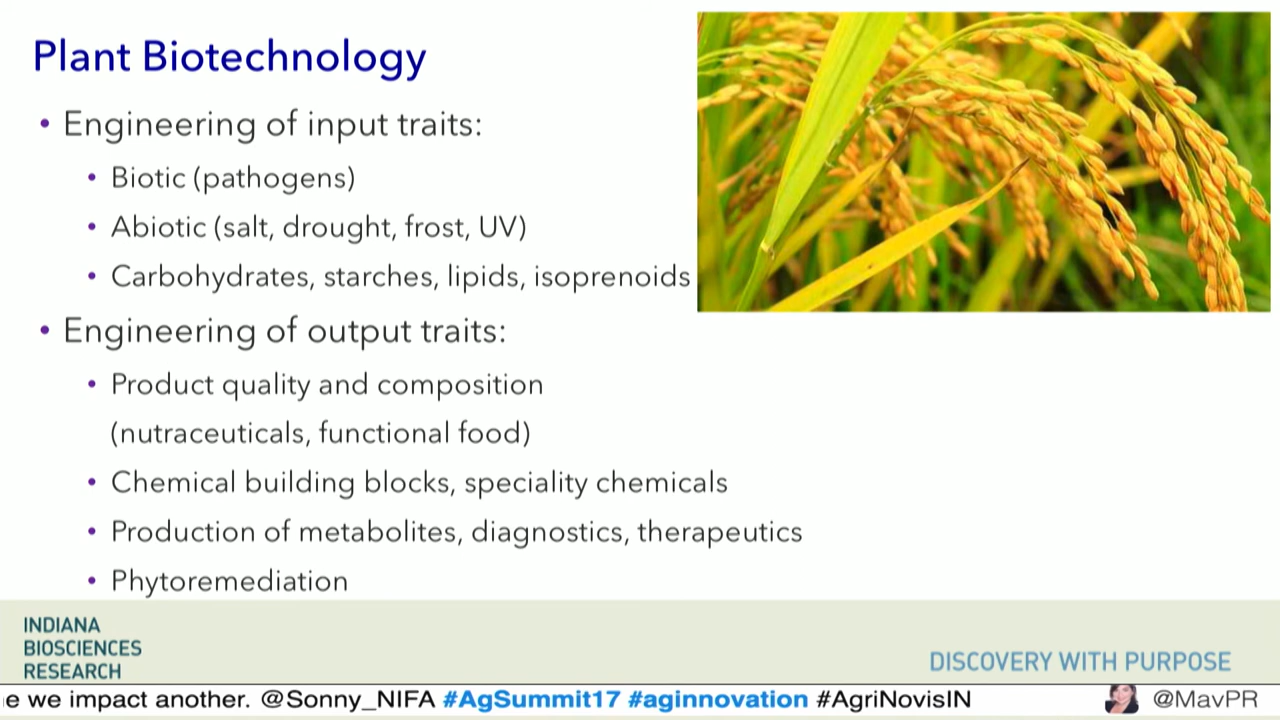 Plant Biotechnology
• Engineering of input traits:
• Biotic (pathogens)
• Abiotic (salt, drought, frost, UV)
• Carbohydrates, starches, lipids, isoprenoids
• Engineering of output traits:
• Product quality and composition
(nutraceuticals, functional food)
• Chemical building blocks, speciality chemicals
• Production of metabolites, diagnostics, therapeutics
• Phytoremediation
INDIANA
BIOSCIENCES
RESEARCH
DISCOVERY WITH PURPOSE
e we impact another. @Sonny_NIFA #AgSummit17 #aginnovation #AgriNovisIN @MavPR